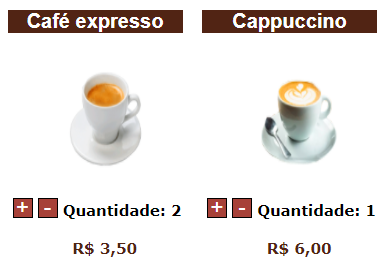 Café expresso
Cappuccino
+ - Quantidade: 2
+ - Quantidade: 1
R$ 3,50
R$ 6,00